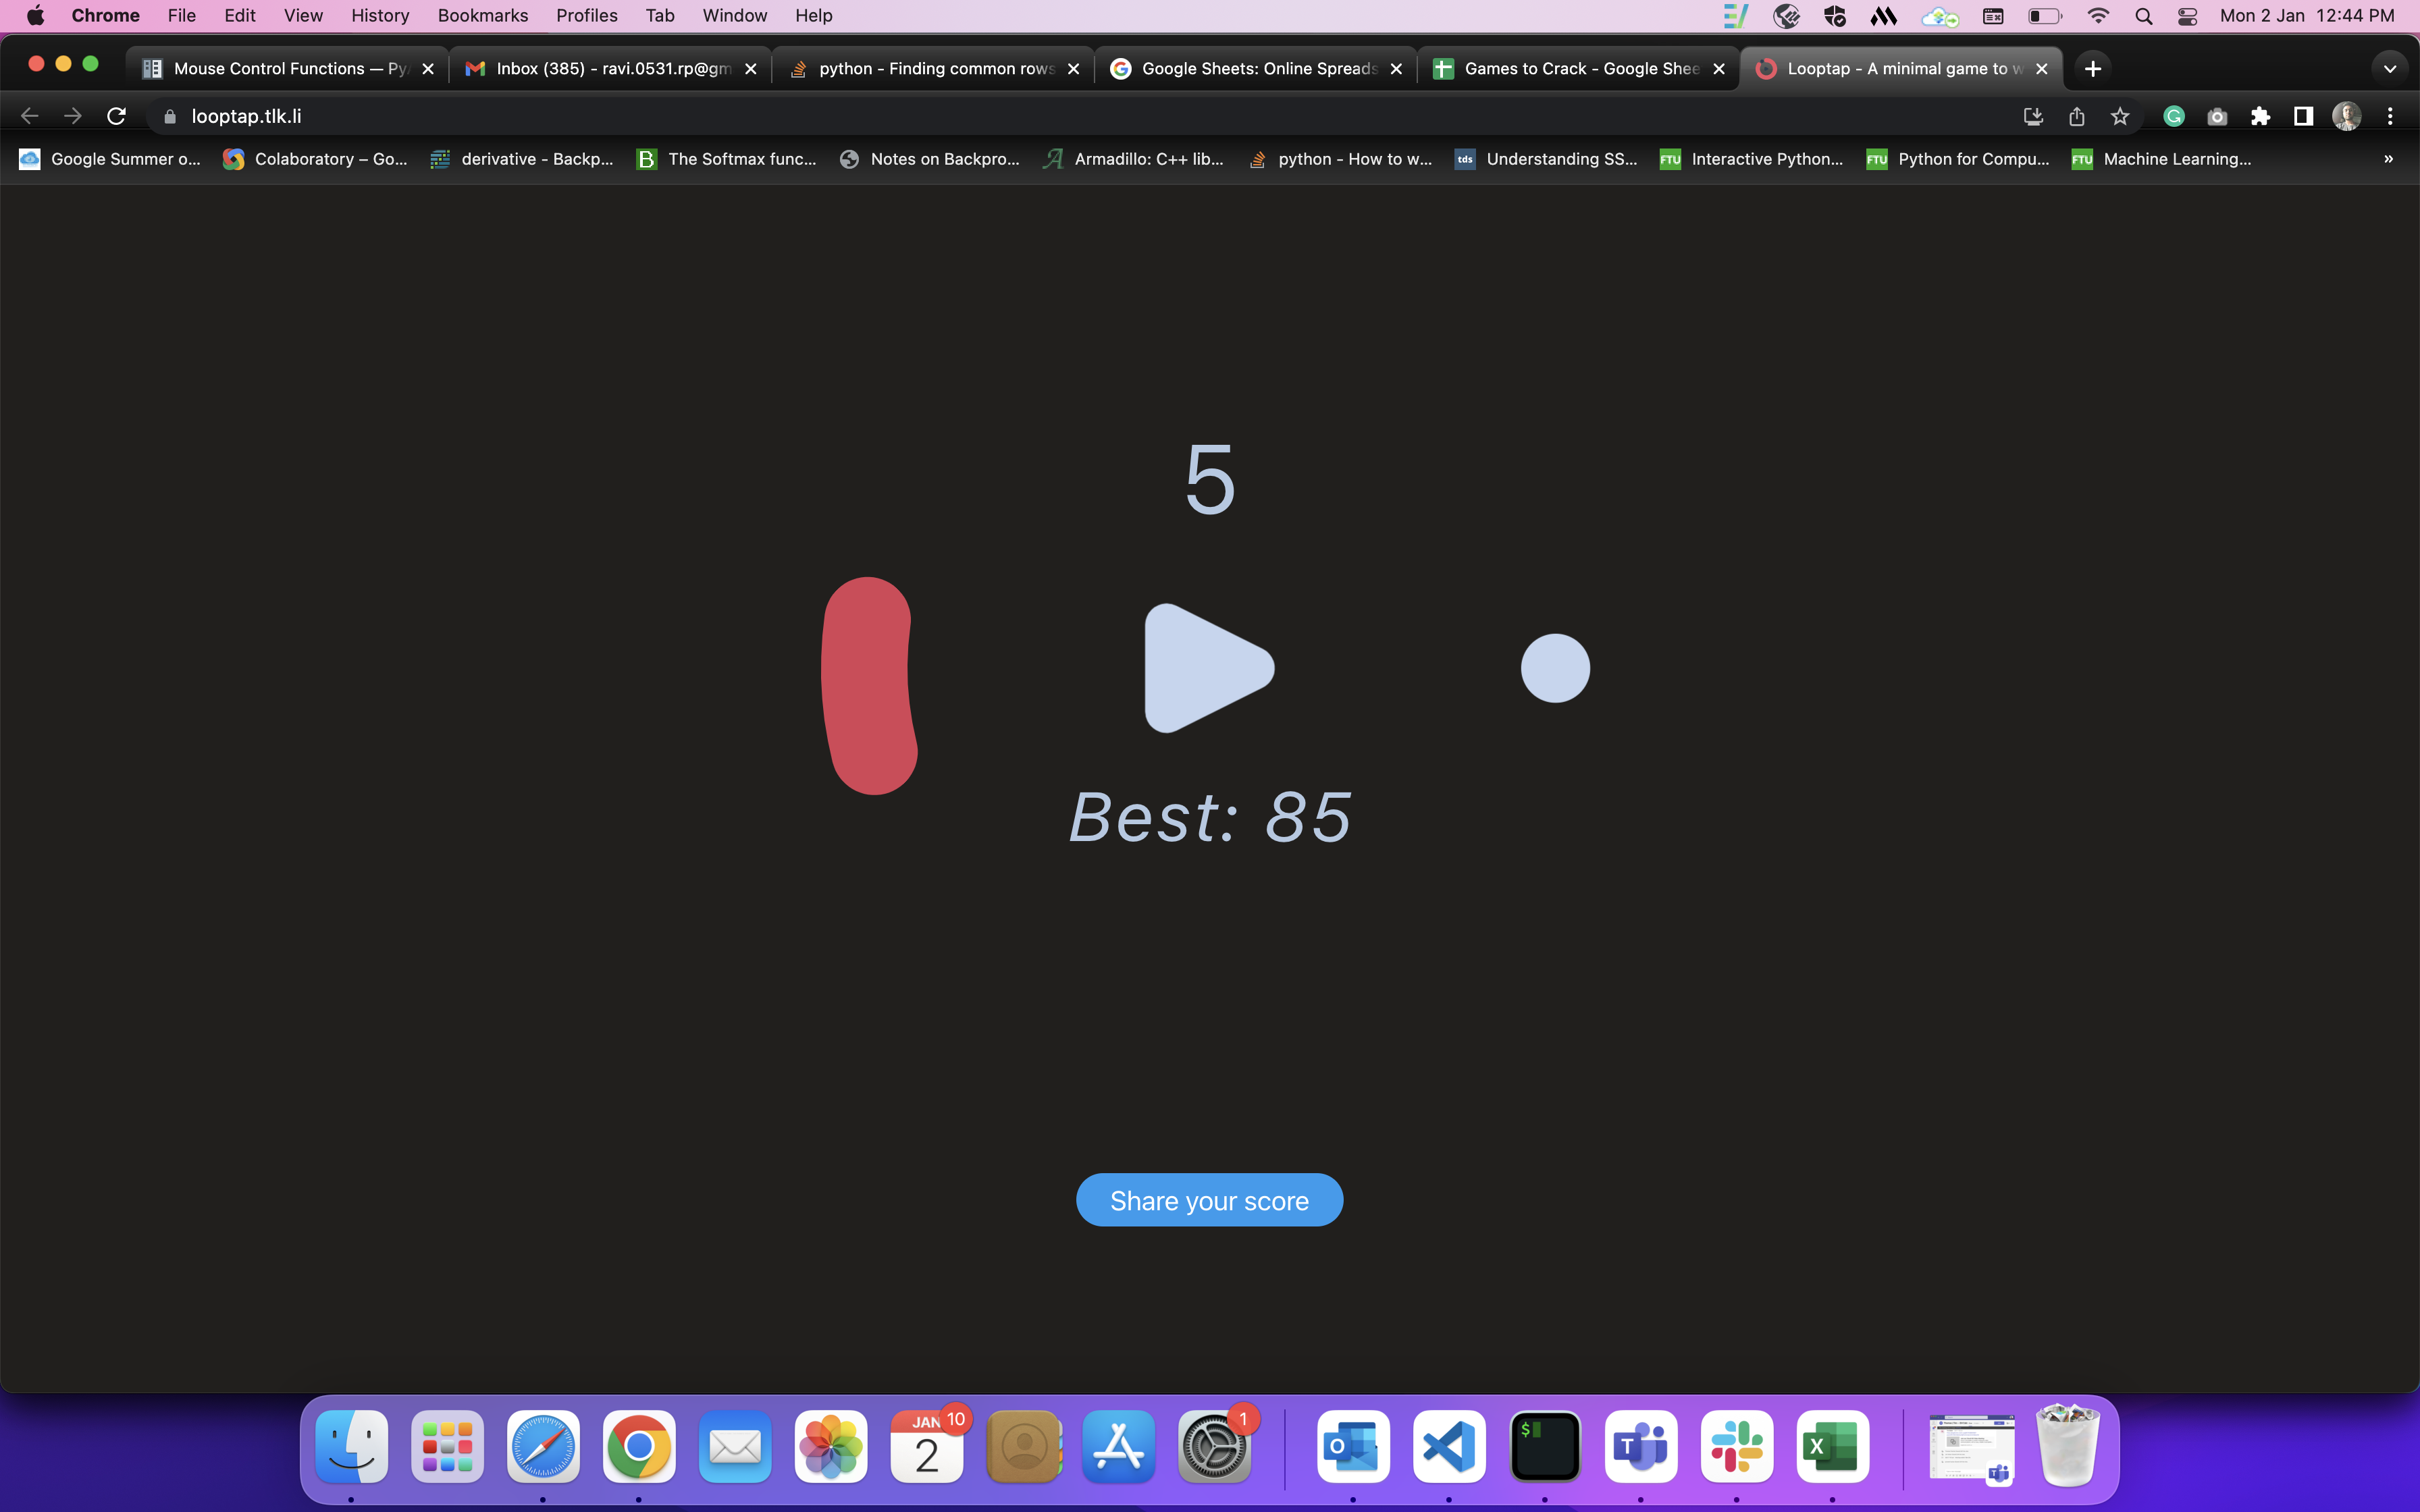 Chrome File Edit View History Bookmarks Profiles Tab Window Help Mon 2 Jan 12:44 PM
Mouse Control Functions — Py Inbox (385) - ravi.0531.rp@gm python - Finding common rows Google Sheets: Online Spreads Games to Crack - Google Shee Looptap - A minimal game to w
looptap.tlk.li
Google Summer o... Colaboratory – Go... derivative - Backp... B The Softmax func... Notes on Backpro... Armadillo: C++ lib... python - How to w... tds Understanding SS... FTU Interactive Python... FTU Python for Compu... FTU Machine Learning... »
5
Best: 85
Share your score
JAN 10
2
1